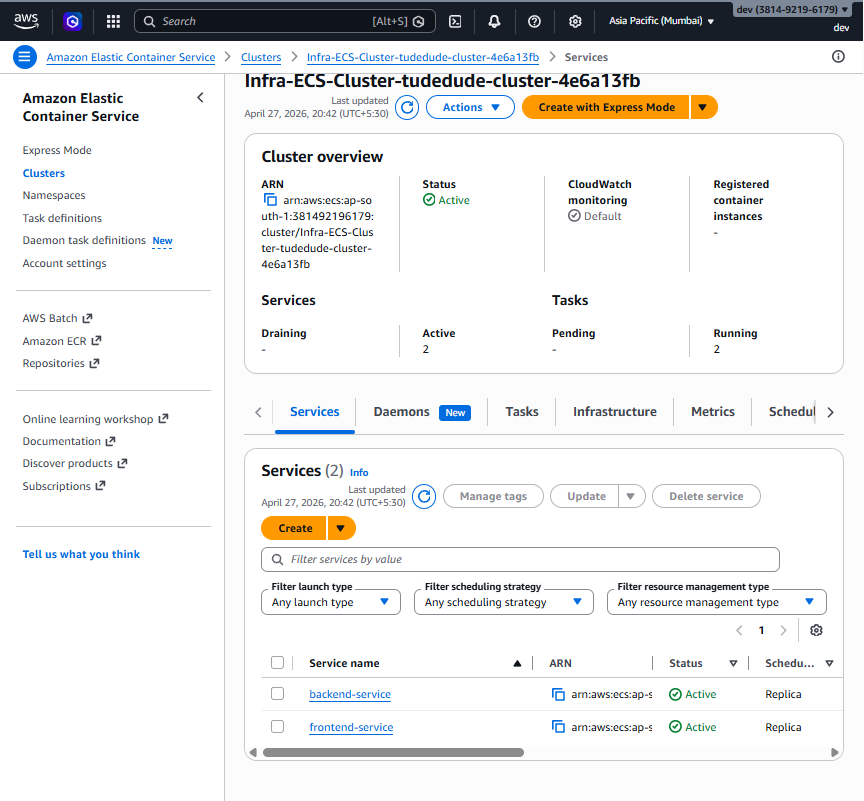 aws
Search
[Alt+S]
Asia Pacific (Mumbai)
dev (3814-9219-6179)
dev
Amazon Elastic Container Service
Clusters
Infra-ECS-Cluster-tudedude-cluster-4e6a13fb
Services
Amazon Elastic
Container Service
Express Mode
Clusters
Namespaces
Task definitions
Daemon task definitions New
Account settings
AWS Batch
Amazon ECR
Repositories
Online learning workshop
Documentation
Discover products
Subscriptions
Tell us what you think
Infra-ECS-Cluster-tudedude-cluster-4e6a13fb
Last updated
April 27, 2026, 20:42 (UTC+5:30)
Actions
Create with Express Mode
Cluster overview
ARN
arn:aws:ecs:ap-so
uth-1:381492196179:
cluster/Infra-ECS-Clus
ter-tudedude-cluster-
4e6a13fb
Status
Active
CloudWatch
monitoring
Default
Registered
container
instances
-
Services
Draining
-
Active
2
Tasks
Pending
-
Running
2
Services
Daemons New
Tasks
Infrastructure
Metrics
Schedul
Services (2) Info
Last updated
April 27, 2026, 20:42 (UTC+5:30)
Manage tags
Update
Delete service
Create
Filter services by value
Filter launch type
Any launch type
Filter scheduling strategy
Any scheduling strategy
Filter resource management type
Any resource management type
1
Service name ARN Status Schedu...
backend-service arn:aws:ecs:ap-s Active Replica
frontend-service arn:aws:ecs:ap-s Active Replica